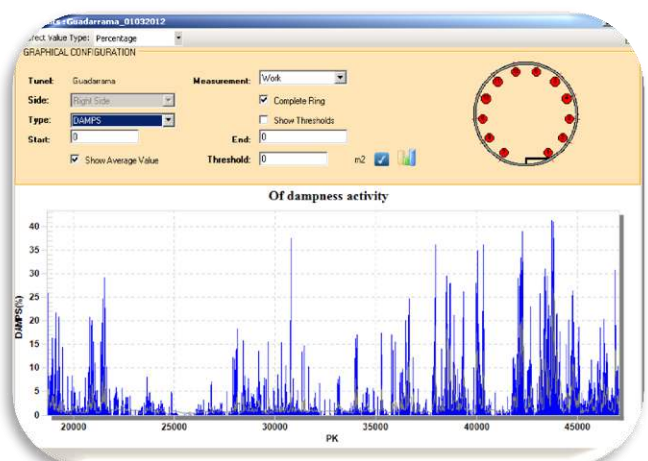 :Guadarrama_01032012
Value Type: Percentage
GRAPHICAL CONFIGURATION
Tunel: Guadarrama Measurement: Work
Side: Right Side Complete Ring
Type: DAMPS Show Thresholds
Start: 0 End: 0
Show Average Value Threshold: 0 m2
Of dampness activity
40
35
30
25
20
15
10
5
0
DAMPS(%)
20000 25000 30000 35000 40000 45000
PK